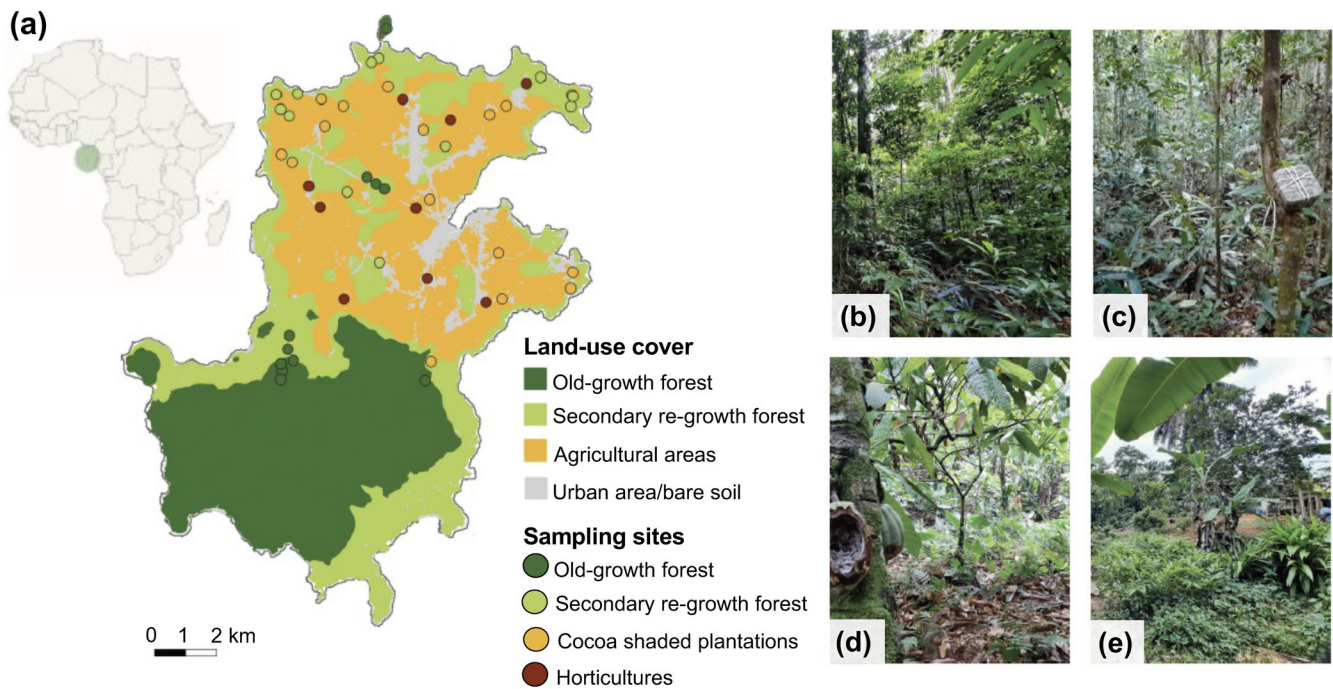 (a)
Land-use cover
Old-growth forest
Secondary re-growth forest
Agricultural areas
Urban area/bare soil
Sampling sites
Old-growth forest
Secondary re-growth forest
Cocoa shaded plantations
Horticultures
0 1 2 km
(b)
(c)
(d)
(e)